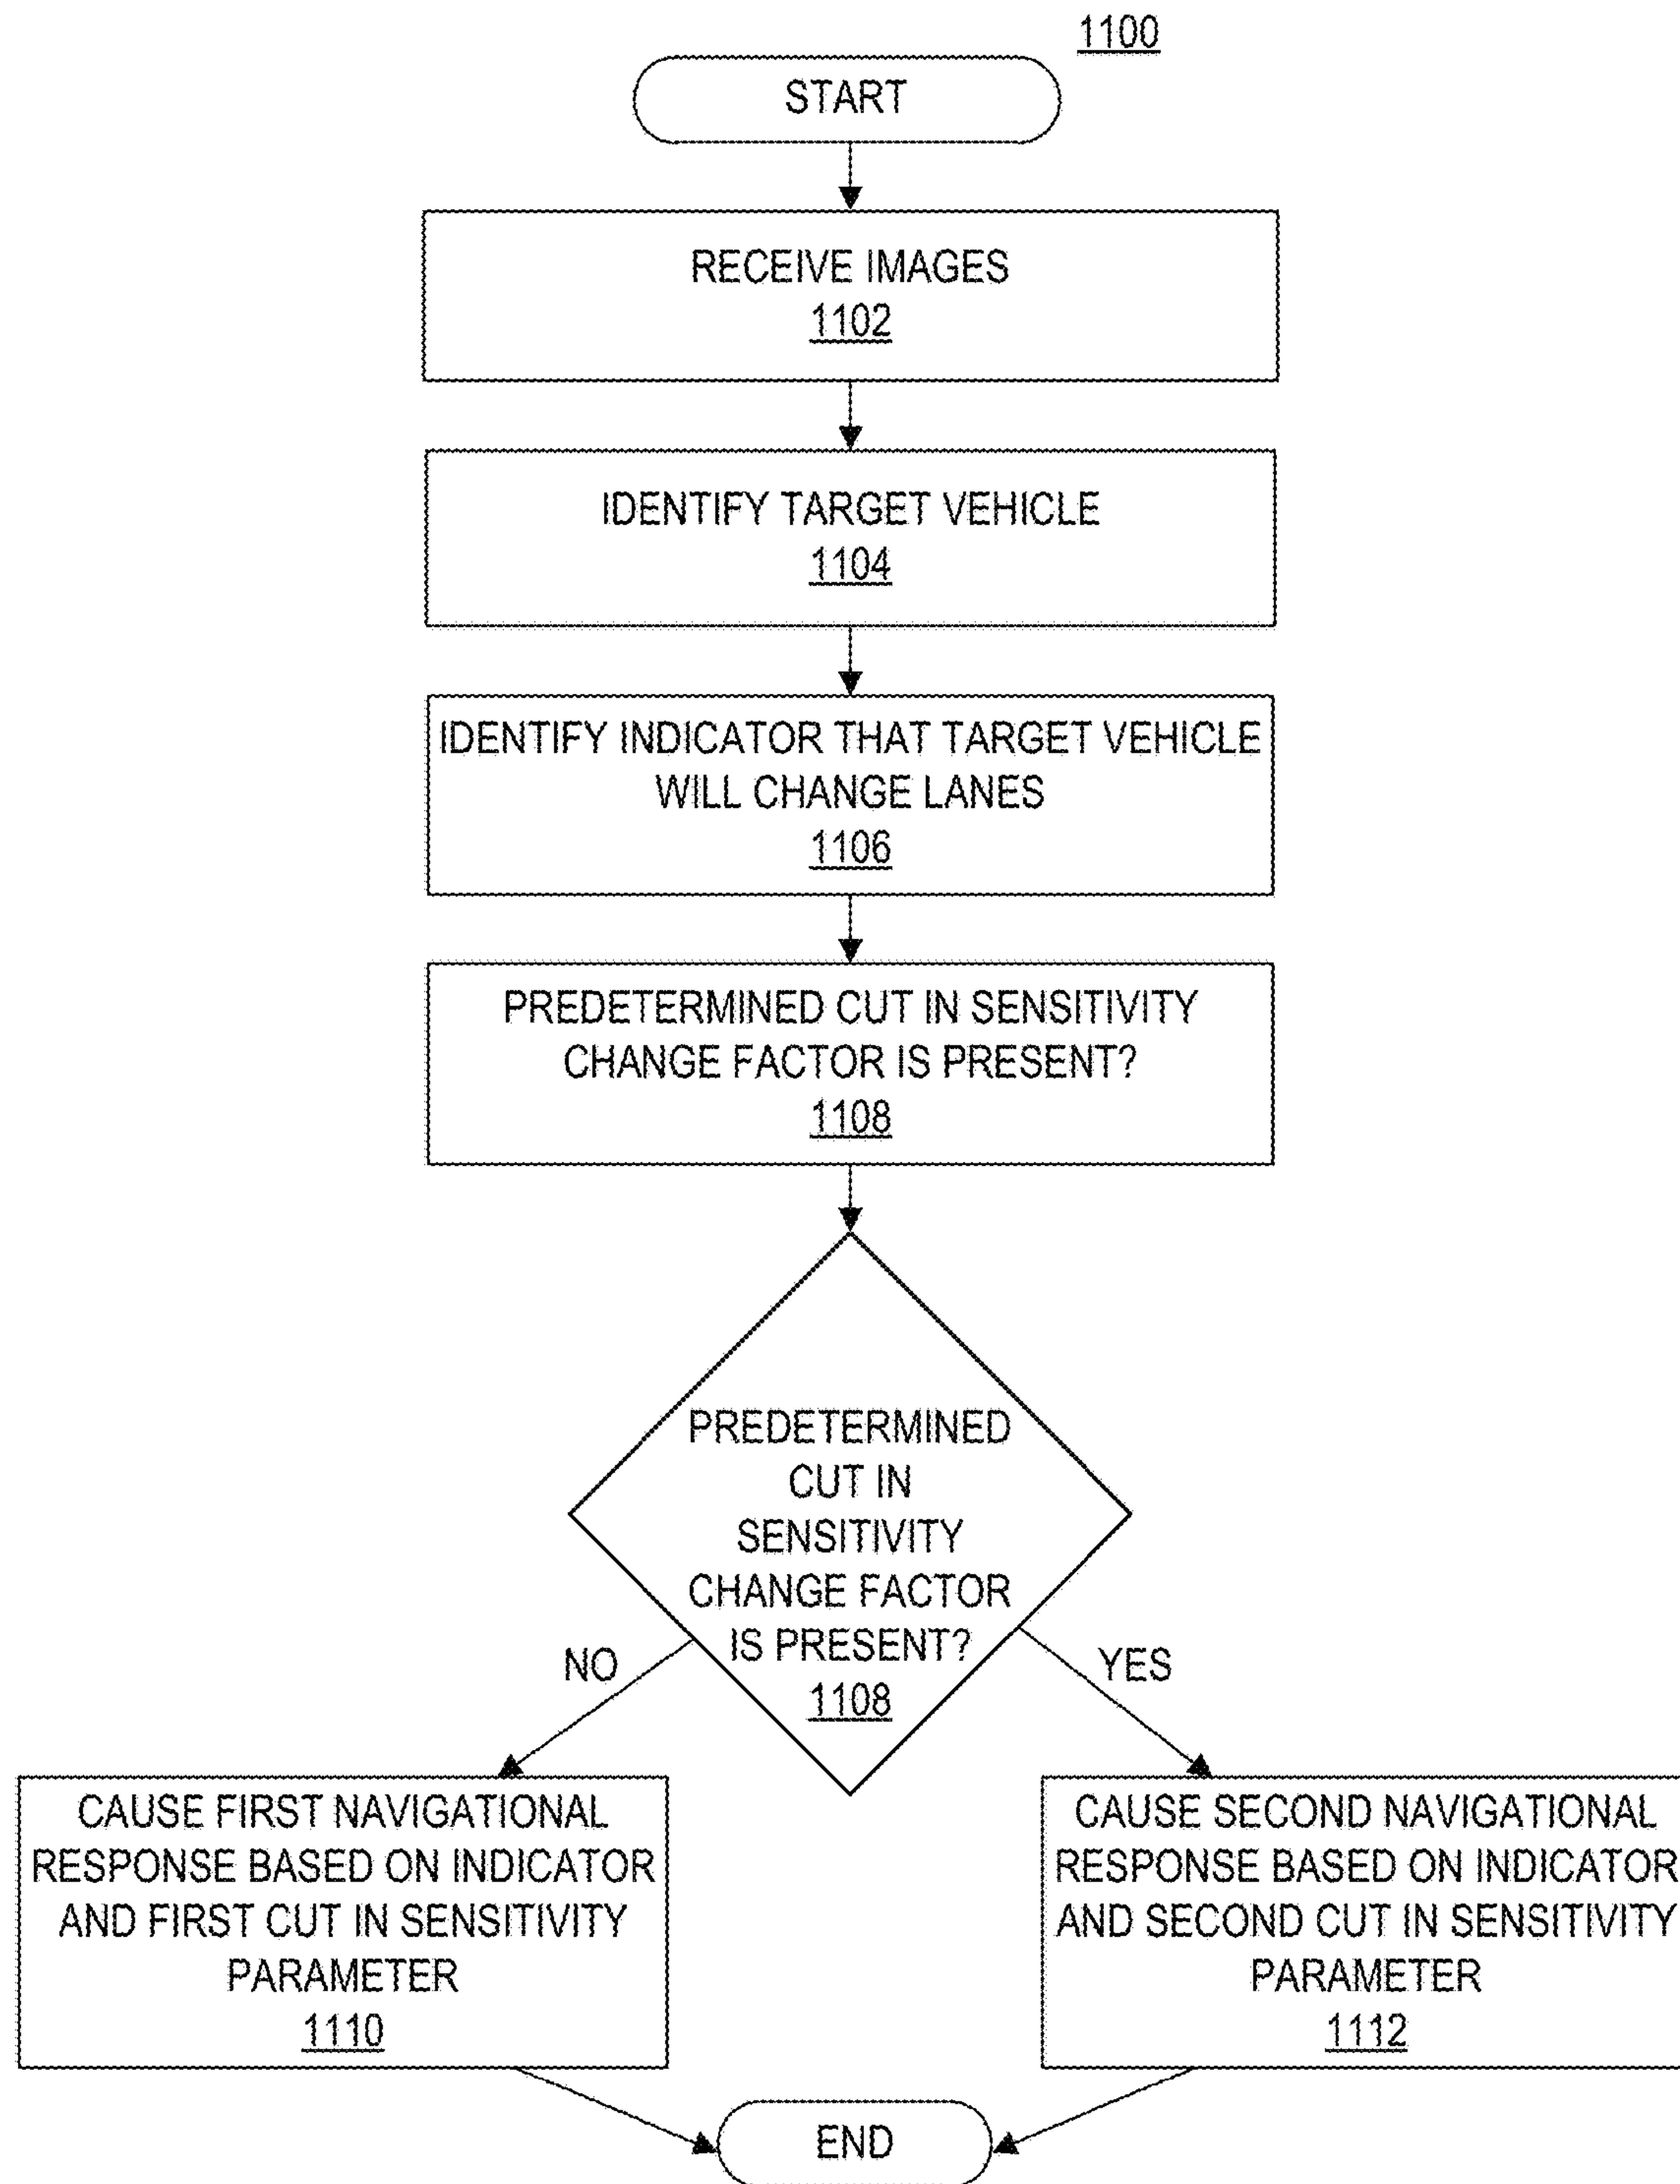 1100
START
RECEIVE IMAGES
1102
IDENTIFY TARGET VEHICLE
1104
IDENTIFY INDICATOR THAT TARGET VEHICLE
WILL CHANGE LANES
1106
PREDETERMINED CUT IN SENSITIVITY
CHANGE FACTOR IS PRESENT?
1108
PREDETERMINED
CUT IN
SENSITIVITY
CHANGE FACTOR
IS PRESENT?
1108
NO
YES
CAUSE FIRST NAVIGATIONAL
RESPONSE BASED ON INDICATOR
AND FIRST CUT IN SENSITIVITY
PARAMETER
1110
CAUSE SECOND NAVIGATIONAL
RESPONSE BASED ON INDICATOR
AND SECOND CUT IN SENSITIVITY
PARAMETER
1112
END